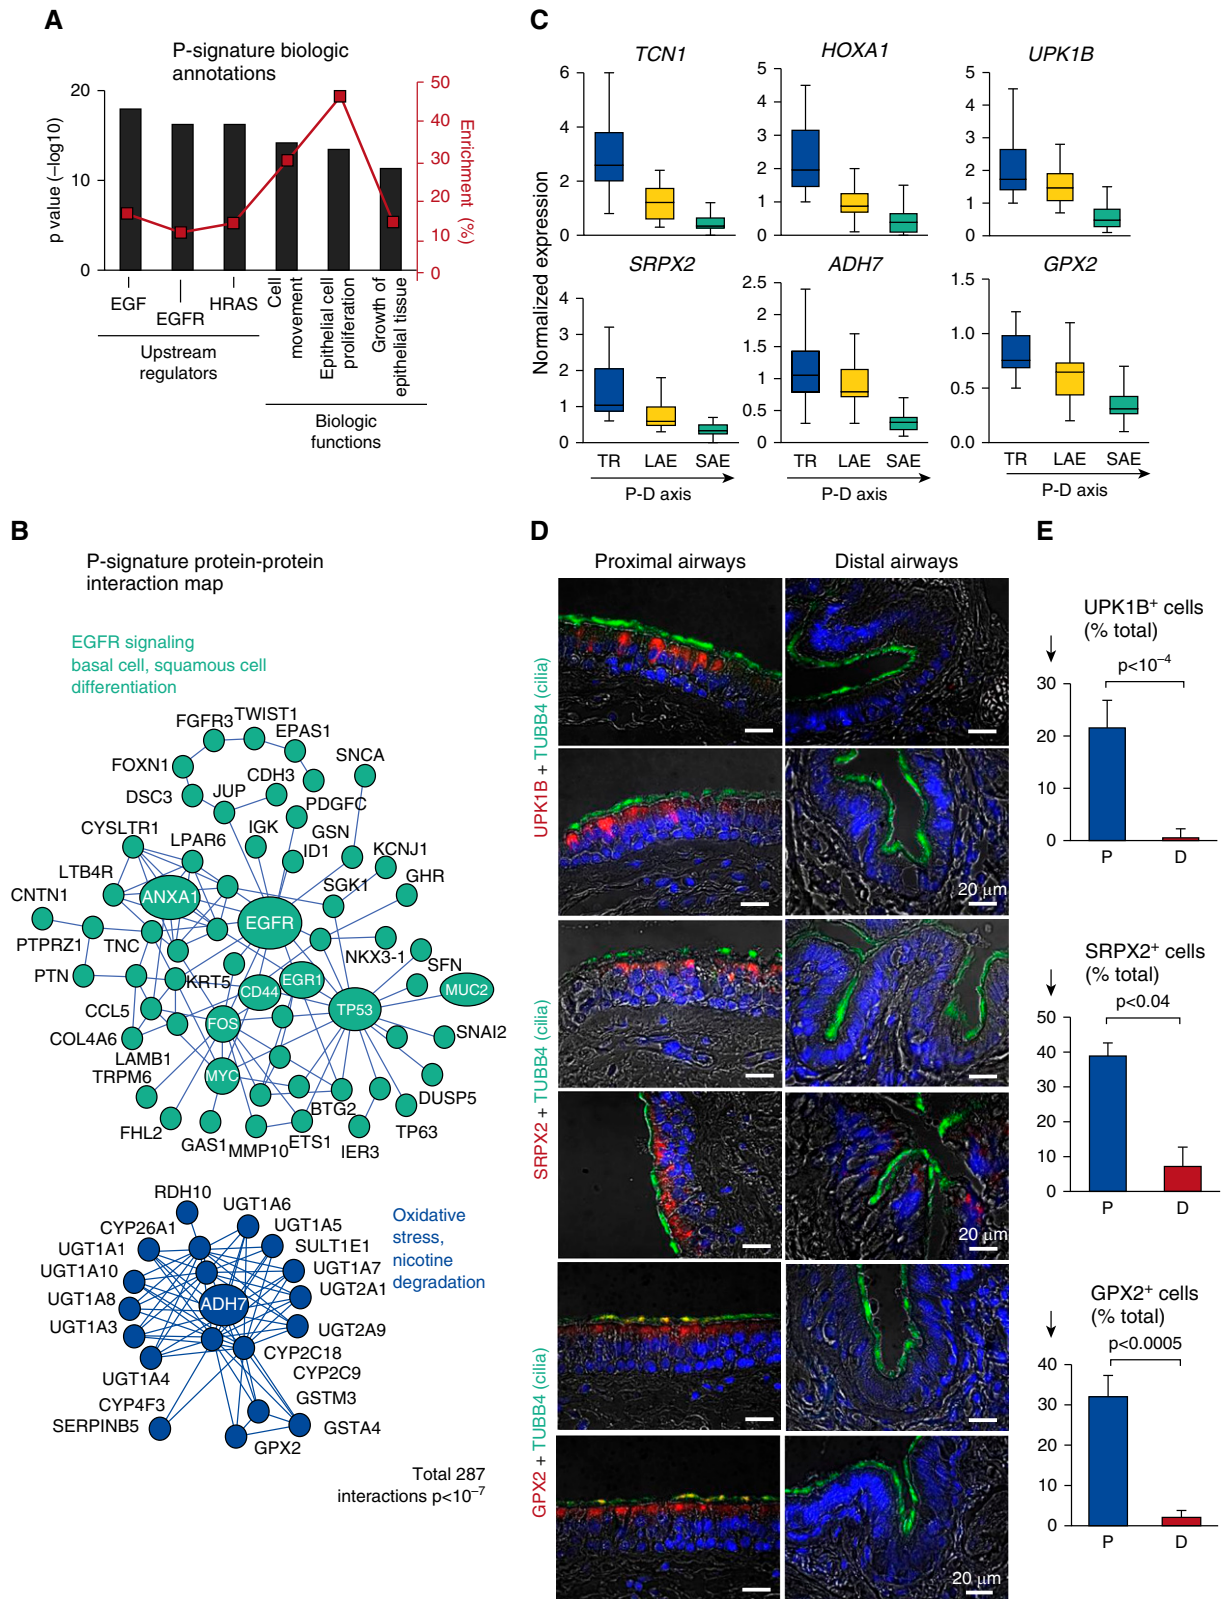 A
P-signature biologic
annotations
p value (–log10)
20
10
0
50
40
30
20
10
0
Enrichment (%)
EGF
EGFR
HRAS
Cell
movement
Epithelial cell
proliferation
Growth of
epithelial tissue
Upstream
regulators
Biologic
functions
B
P-signature protein-protein
interaction map
EGFR signaling
basal cell, squamous cell
differentiation
TWIST1
FGFR3
EPAS1
SNCA
FOXN1
CDH3
DSC3
JUP
PDGFC
CYSLTR1
LPAR6
IGK
GSN
ID1
KCNJ1
LTB4R
ANXA1
SGK1
GHR
CNTN1
EGFR
PTPRZ1
TNC
NKX3-1
PTN
KRT5
CD44
EGR1
SFN
MUC2
CCL5
FOS
TP53
COL4A6
SNAI2
LAMB1
TRPM6
MYC
BTG2
DUSP5
FHL2
GAS1
MMP10
ETS1
IER3
TP63
RDH10
UGT1A6
CYP26A1
UGT1A5
Oxidative
stress,
nicotine
degradation
UGT1A1
SULT1E1
UGT1A10
UGT1A7
UGT1A8
ADH7
UGT2A1
UGT1A3
UGT2A9
UGT1A4
CYP2C18
CYP2C9
CYP4F3
GSTM3
SERPINB5
GSTA4
GPX2
Total 287
interactions p<10⁻⁷
C
Normalized expression
TCN1
6
4
2
0
HOXA1
5
4
3
2
1
0
UPK1B
5
4
3
2
1
0
SRPX2
4
3
2
1
0
TR LAE SAE
P-D axis
ADH7
2.5
2
1.5
1
0.5
0
TR LAE SAE
P-D axis
GPX2
1.5
1.0
0.5
0.0
TR LAE SAE
P-D axis
D
Proximal airways
Distal airways
UPK1B + TUBB4 (cilia)
20 μm
SRPX2 + TUBB4 (cilia)
20 μm
GPX2 + TUBB4 (cilia)
20 μm
E
UPK1B⁺ cells
(% total)
p<10⁻⁴
30
20
10
0
P D
SRPX2⁺ cells
(% total)
p<0.04
50
40
30
20
10
0
P D
GPX2⁺ cells
(% total)
p<0.0005
40
30
20
10
0
P D